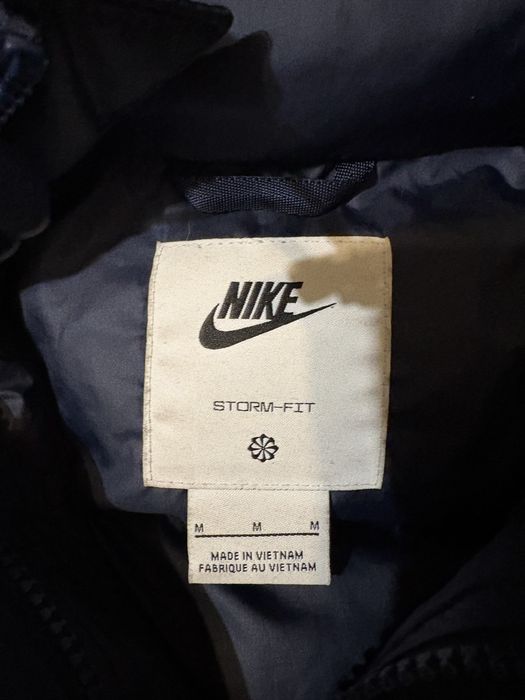 NIKE
STORM-FIT
M M M
MADE IN VIETNAM
FABRIQUE AU VIETNAM